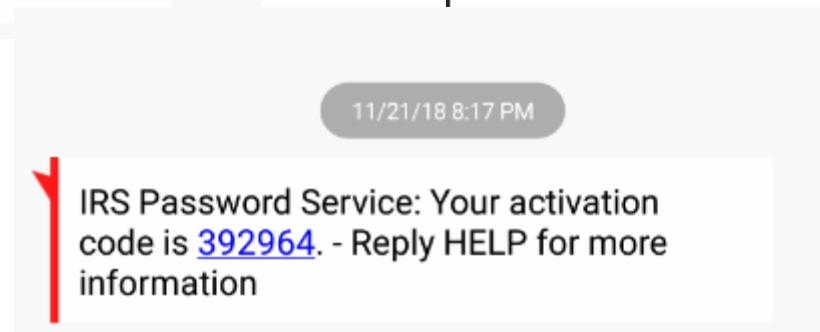 11/21/18 8:17 PM
IRS Password Service: Your activation
code is 392964. - Reply HELP for more
information